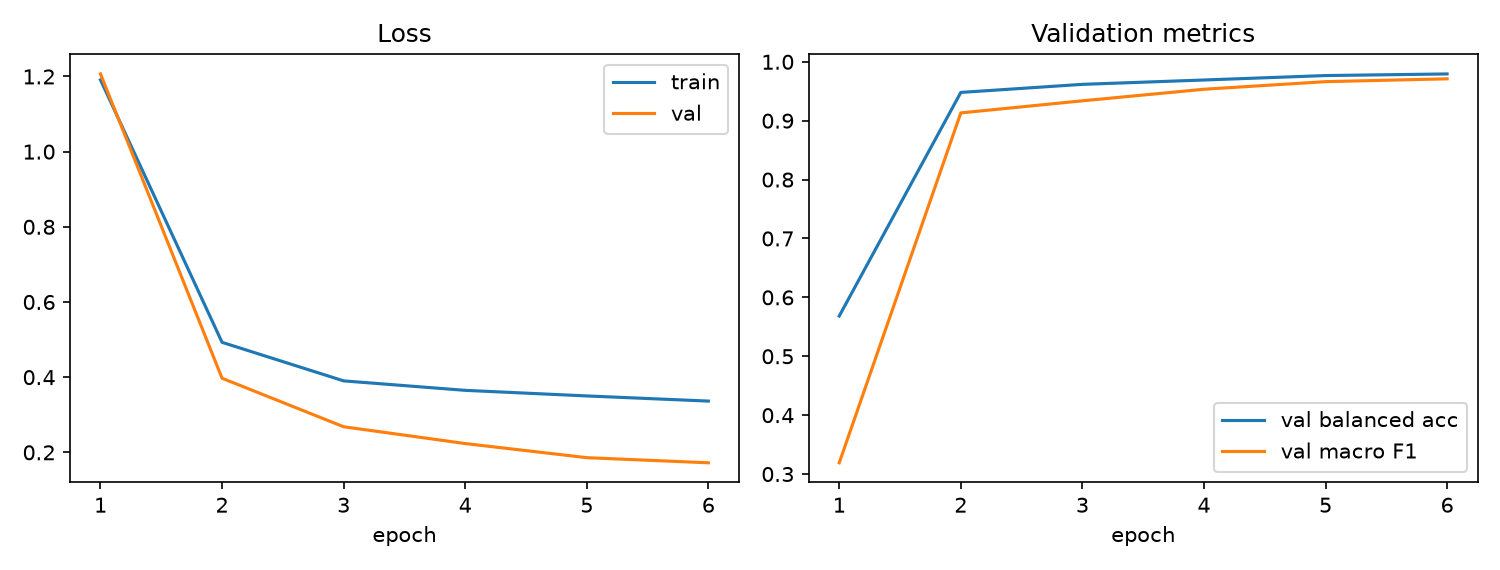 Loss
1.2
1.0
0.8
0.6
0.4
0.2
train
val
1 2 3 4 5 6
epoch
Validation metrics
1.0
0.9
0.8
0.7
0.6
0.5
0.4
0.3
val balanced acc
val macro F1
1 2 3 4 5 6
epoch